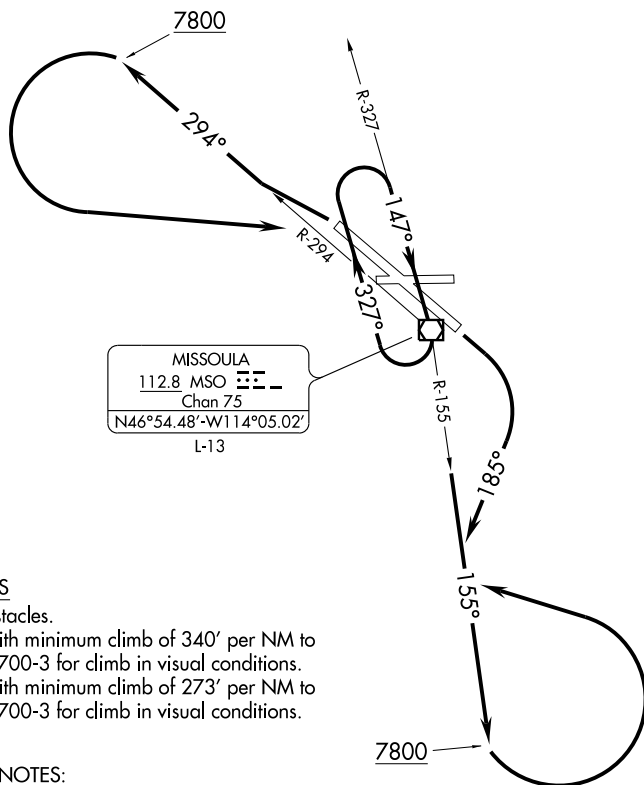 7800
R-327
294°
147°
R-294
327°
MISSOULA
112.8 MSO
Chan 75
N46°54.48'-W114°05.02'
L-13
R-155
185°
155°
S
stacles.
ith minimum climb of 340' per NM to
700-3 for climb in visual conditions.
ith minimum climb of 273' per NM to
700-3 for climb in visual conditions.
7800
NOTES: